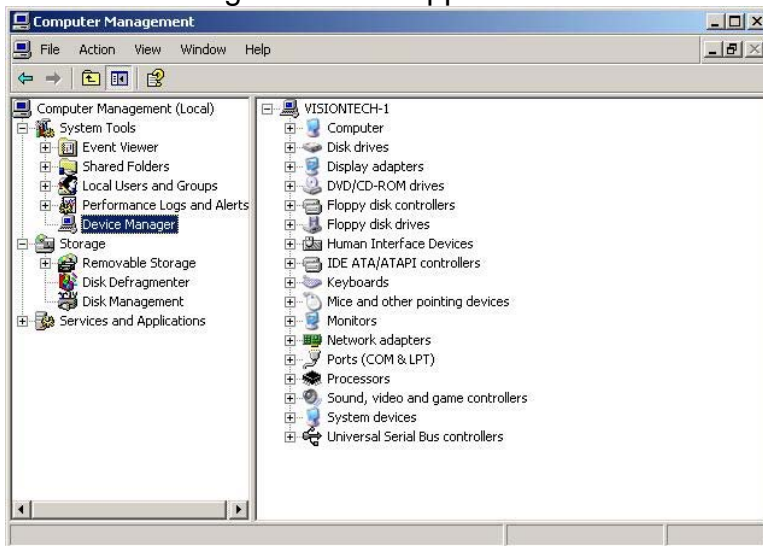 Computer Management
File Action View Window Help
Computer Management (Local)
System Tools
Event Viewer
Shared Folders
Local Users and Groups
Performance Logs and Alerts
Device Manager
Storage
Removable Storage
Disk Defragmenter
Disk Management
Services and Applications
VISIONTECH-1
Computer
Disk drives
Display adapters
DVD/CD-ROM drives
Floppy disk controllers
Floppy disk drives
Human Interface Devices
IDE ATA/ATAPI controllers
Keyboards
Mice and other pointing devices
Monitors
Network adapters
Ports (COM & LPT)
Processors
Sound, video and game controllers
System devices
Universal Serial Bus controllers